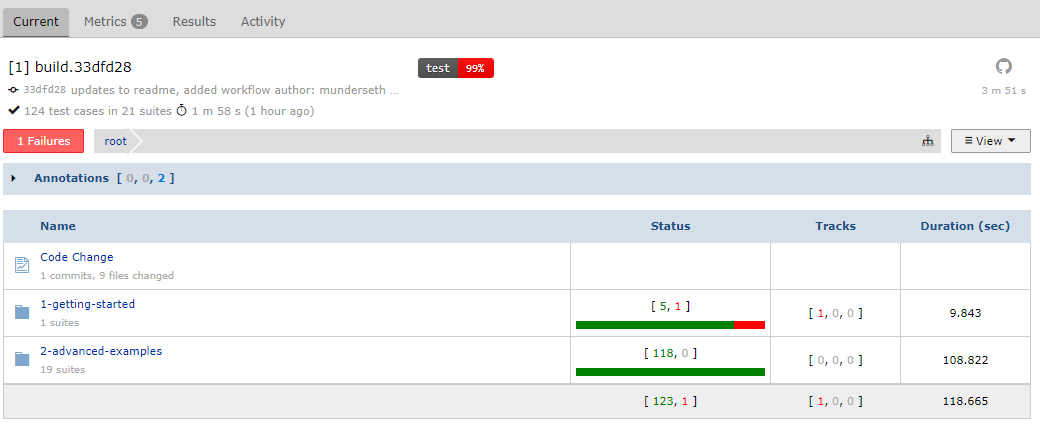 Current Metrics 5 Results Activity
[1] build.33dfd28 test 99%
33dfd28 updates to readme, added workflow author: munderseth ... 3 m 51 s
124 test cases in 21 suites 1 m 58 s (1 hour ago)
1 Failures root View
Annotations [ 0, 0, 2 ]
Name Status Tracks Duration (sec)
Code Change
1 commits, 9 files changed
1-getting-started [ 5, 1 ] [ 1, 0, 0 ] 9.843
1 suites
2-advanced-examples [ 118, 0 ] [ 0, 0, 0 ] 108.822
19 suites
[ 123, 1 ] [ 1, 0, 0 ] 118.665